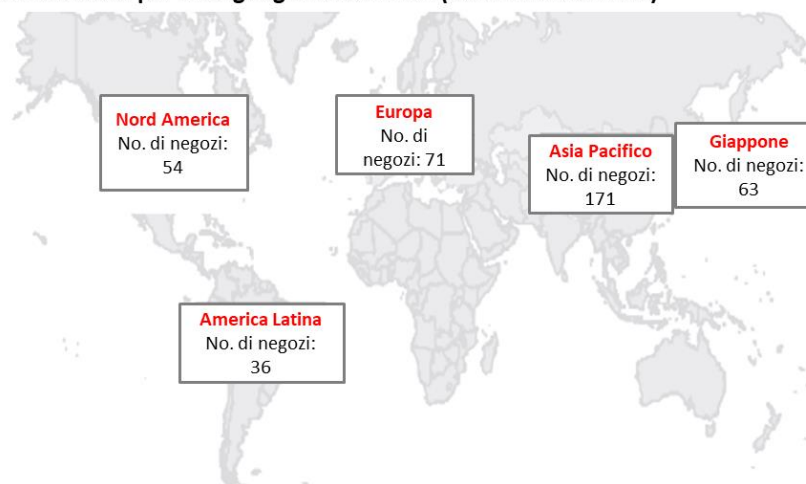 Nord America
No. di negozi:
54
Europa
No. di
negozi: 71
Asia Pacifico
No. di negozi:
171
Giappone
No. di negozi:
63
America Latina
No. di negozi:
36